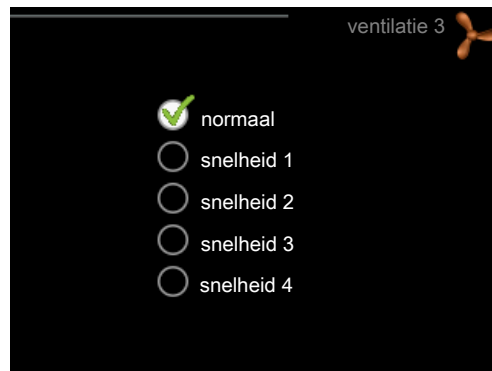 ventilatie 3
normaal
snelheid 1
snelheid 2
snelheid 3
snelheid 4